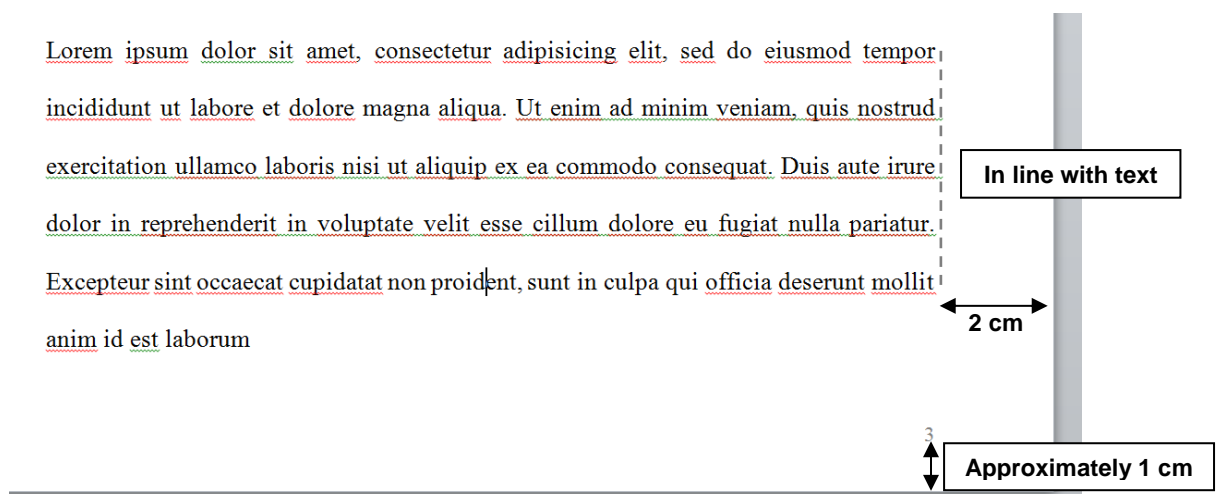 Lorem ipsum dolor sit amet, consectetur adipisicing elit, sed do eiusmod tempor
incididunt ut labore et dolore magna aliqua. Ut enim ad minim veniam, quis nostrud
exercitation ullamco laboris nisi ut aliquip ex ea commodo consequat. Duis aute irure
In line with text
dolor in reprehenderit in voluptate velit esse cillum dolore eu fugiat nulla pariatur.
Excepteur sint occaecat cupidatat non proident, sunt in culpa qui officia deserunt mollit
2 cm
anim id est laborum
3
Approximately 1 cm